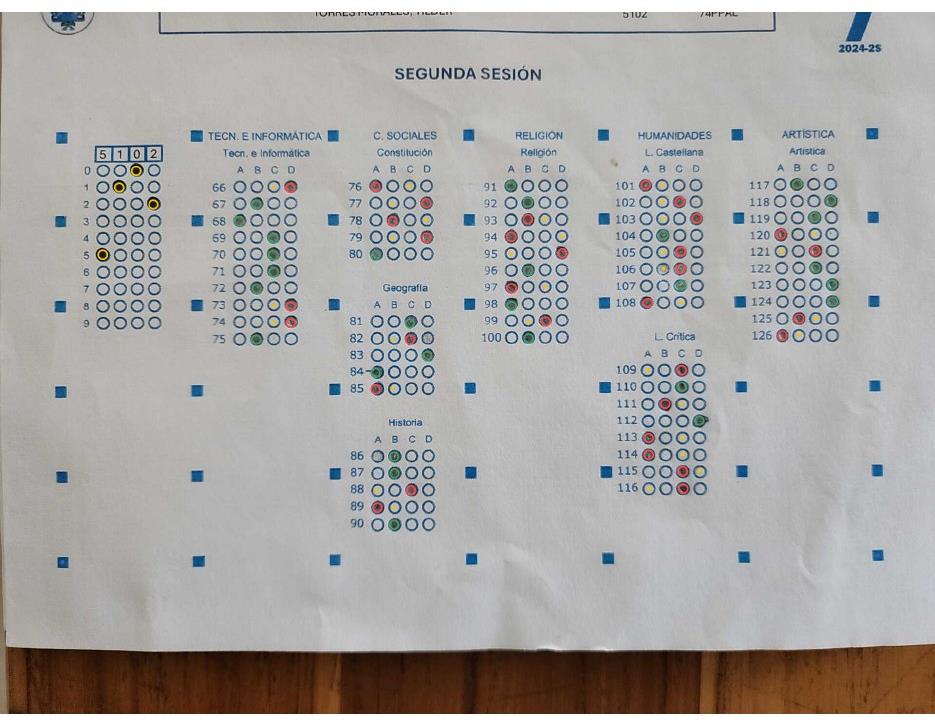 TORRES MORALES, HEBER 5102 74PPAL
7
2024-2S
SEGUNDA SESIÓN
TECN. E INFORMÁTICA C. SOCIALES RELIGIÓN HUMANIDADES ARTÍSTICA
5 1 0 2 Tecn. e Informática Constitución Religión L. Castellana Artística
A B C D A B C D A B C D A B C D A B C D
0 66 76 91 101 117
1 67 77 92 102 118
2 68 78 93 103 119
3 69 79 94 104 120
4 70 80 95 105 121
5 71 96 106 122
6 72 Geografía 97 107 123
7 73 A B C D 98 108 124
8 74 81 99 125
9 75 82 100 L. Crítica 126
83 A B C D
84 109
85 110
111
Historia 112
A B C D 113
86 114
87 115
88 116
89
90